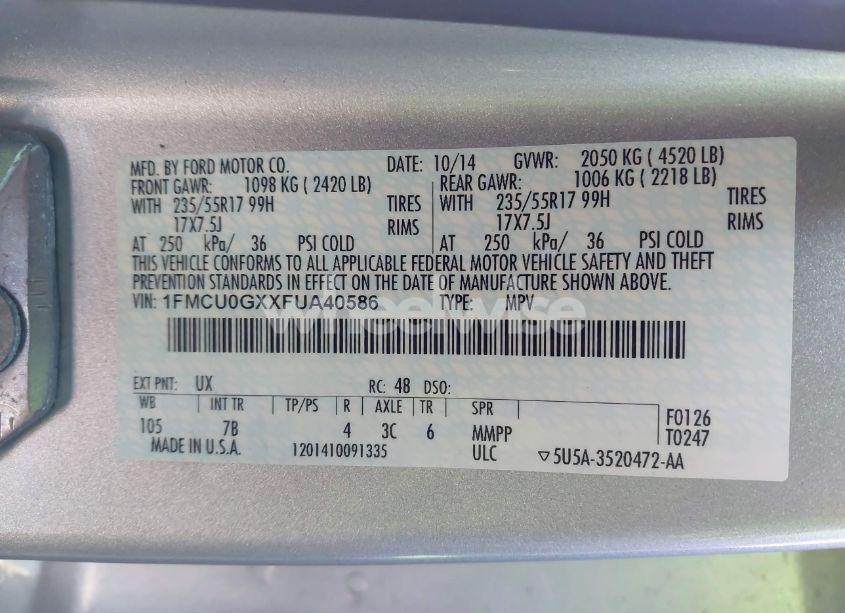 MFD. BY FORD MOTOR CO. DATE: 10/14 GVWR: 2050 KG ( 4520 LB)
FRONT GAWR: 1098 KG ( 2420 LB) REAR GAWR: 1006 KG ( 2218 LB)
WITH 235/55R17 99H TIRES WITH 235/55R17 99H TIRES
17X7.5J RIMS 17X7.5J RIMS
AT 250 kPa/ 36 PSI COLD AT 250 kPa/ 36 PSI COLD
THIS VEHICLE CONFORMS TO ALL APPLICABLE FEDERAL MOTOR VEHICLE SAFETY AND THEFT
PREVENTION STANDARDS IN EFFECT ON THE DATE OF MANUFACTURE SHOWN ABOVE.
VIN: 1FMCU0GXXFUA40586 TYPE: MPV
wheelwise
EXT PNT: UX RC: 48 DSO:
WB INT TR TP/PS R AXLE TR SPR
105 7B 4 3C 6 MMPP F0126
MADE IN U.S.A. 1201410091335 ULC T0247
5U5A-3520472-AA